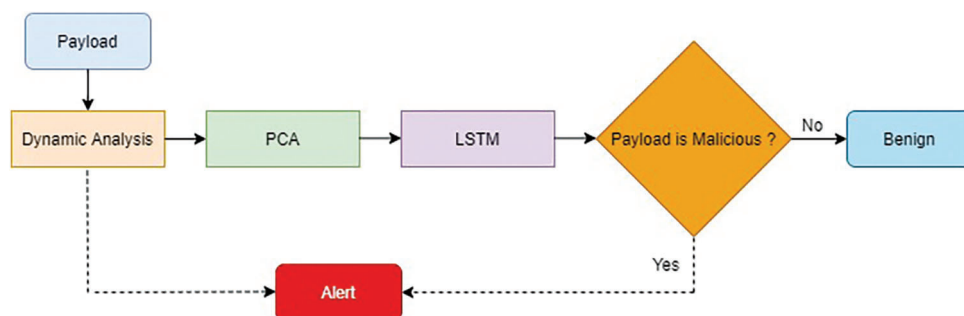 Payload
Dynamic Analysis
PCA
LSTM
Payload is Malicious ?
No
Benign
Yes
Alert